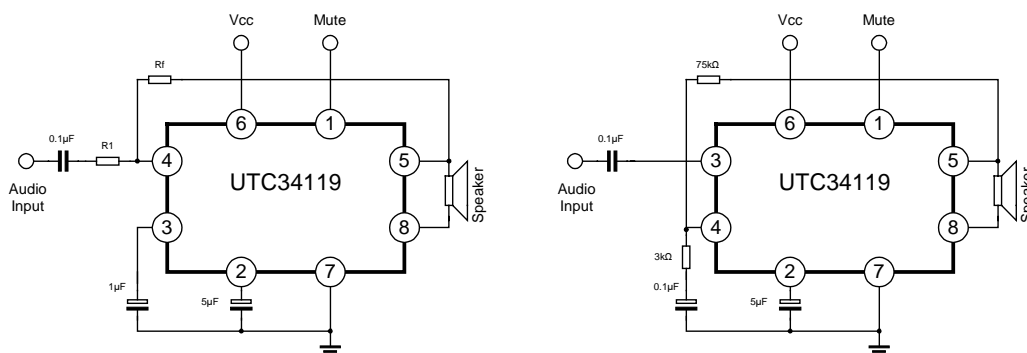 Vcc
Mute
Rf
6
1
0.1µF
R1
4
5
Audio
Input
UTC34119
Speaker
3
8
2
7
1µF
5µF
Vcc
Mute
75kΩ
6
1
0.1µF
3
5
Audio
Input
UTC34119
Speaker
4
8
3kΩ
2
7
0.1µF
5µF